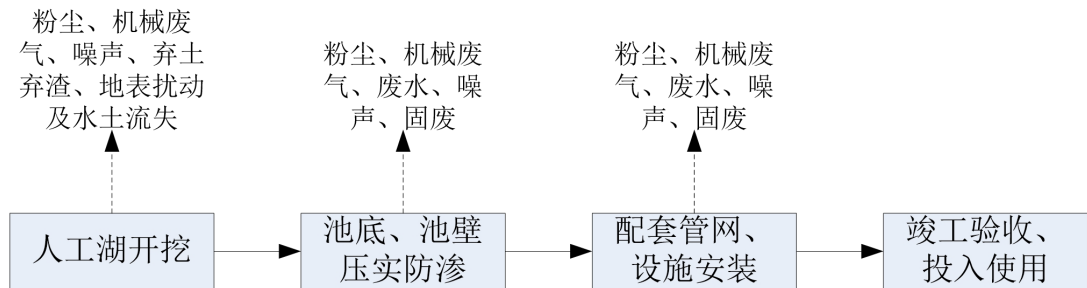 粉尘、机械废
气、噪声、弃土
弃渣、地表扰动
及水土流失
粉尘、机械废
气、废水、噪
声、固废
粉尘、机械废
气、废水、噪
声、固废
人工湖开挖
池底、池壁
压实防渗
配套管网、
设施安装
竣工验收、
投入使用